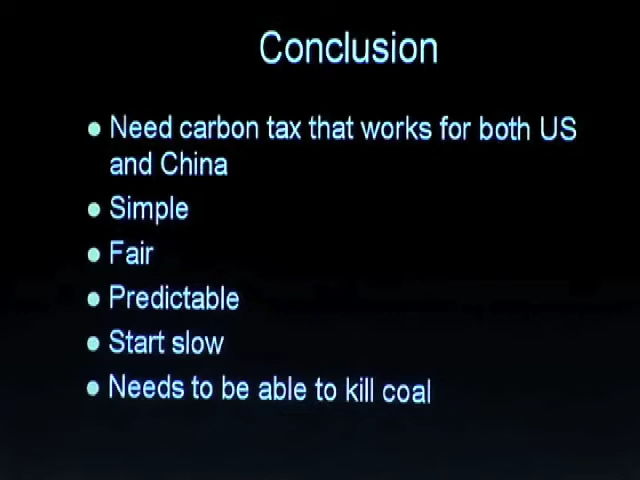 Conclusion
● Need carbon tax that works for both US
and China
● Simple
● Fair
● Predictable
● Start slow
● Needs to be able to kill coal